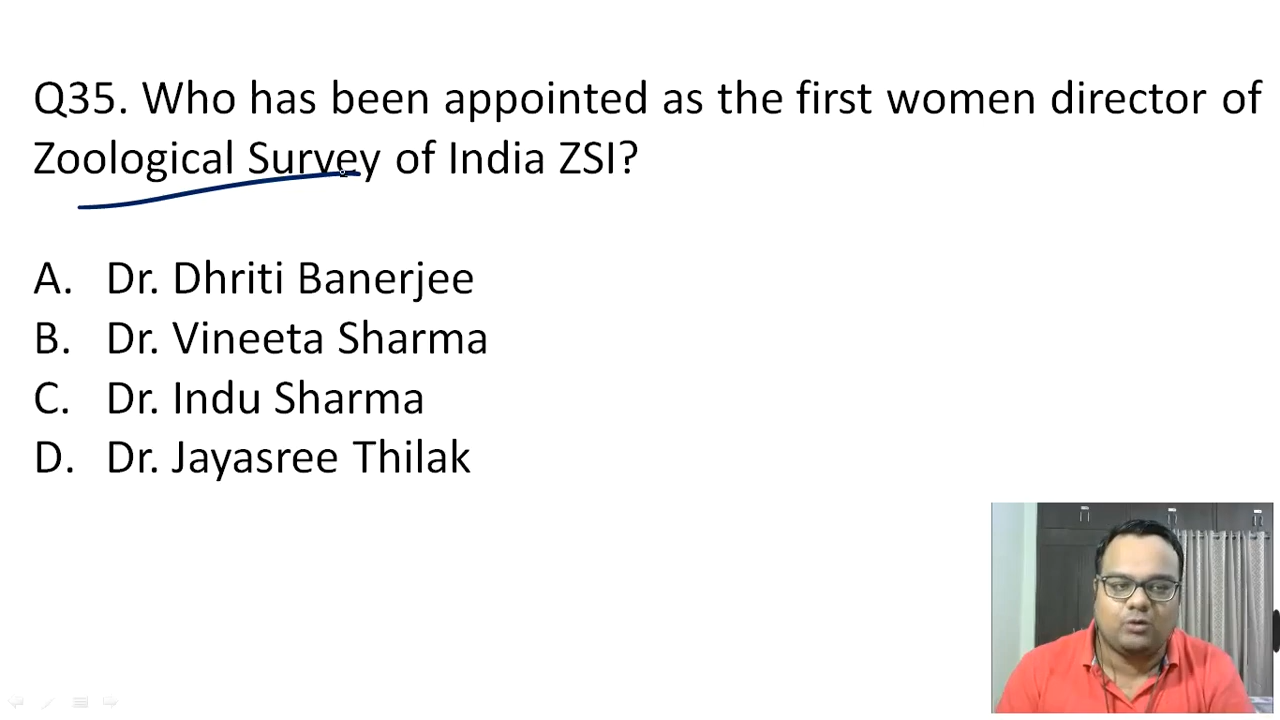 Q35. Who has been appointed as the first women director of
Zoological Survey of India ZSI?
A. Dr. Dhriti Banerjee
B. Dr. Vineeta Sharma
C. Dr. Indu Sharma
D. Dr. Jayasree Thilak